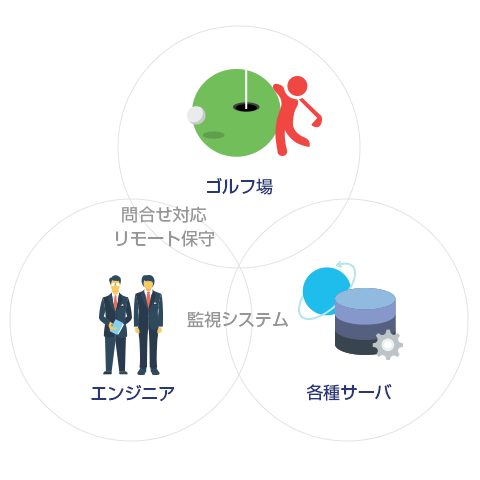 ゴルフ場
問合せ対応
リモート保守
監視システム
エンジニア
各種サーバ